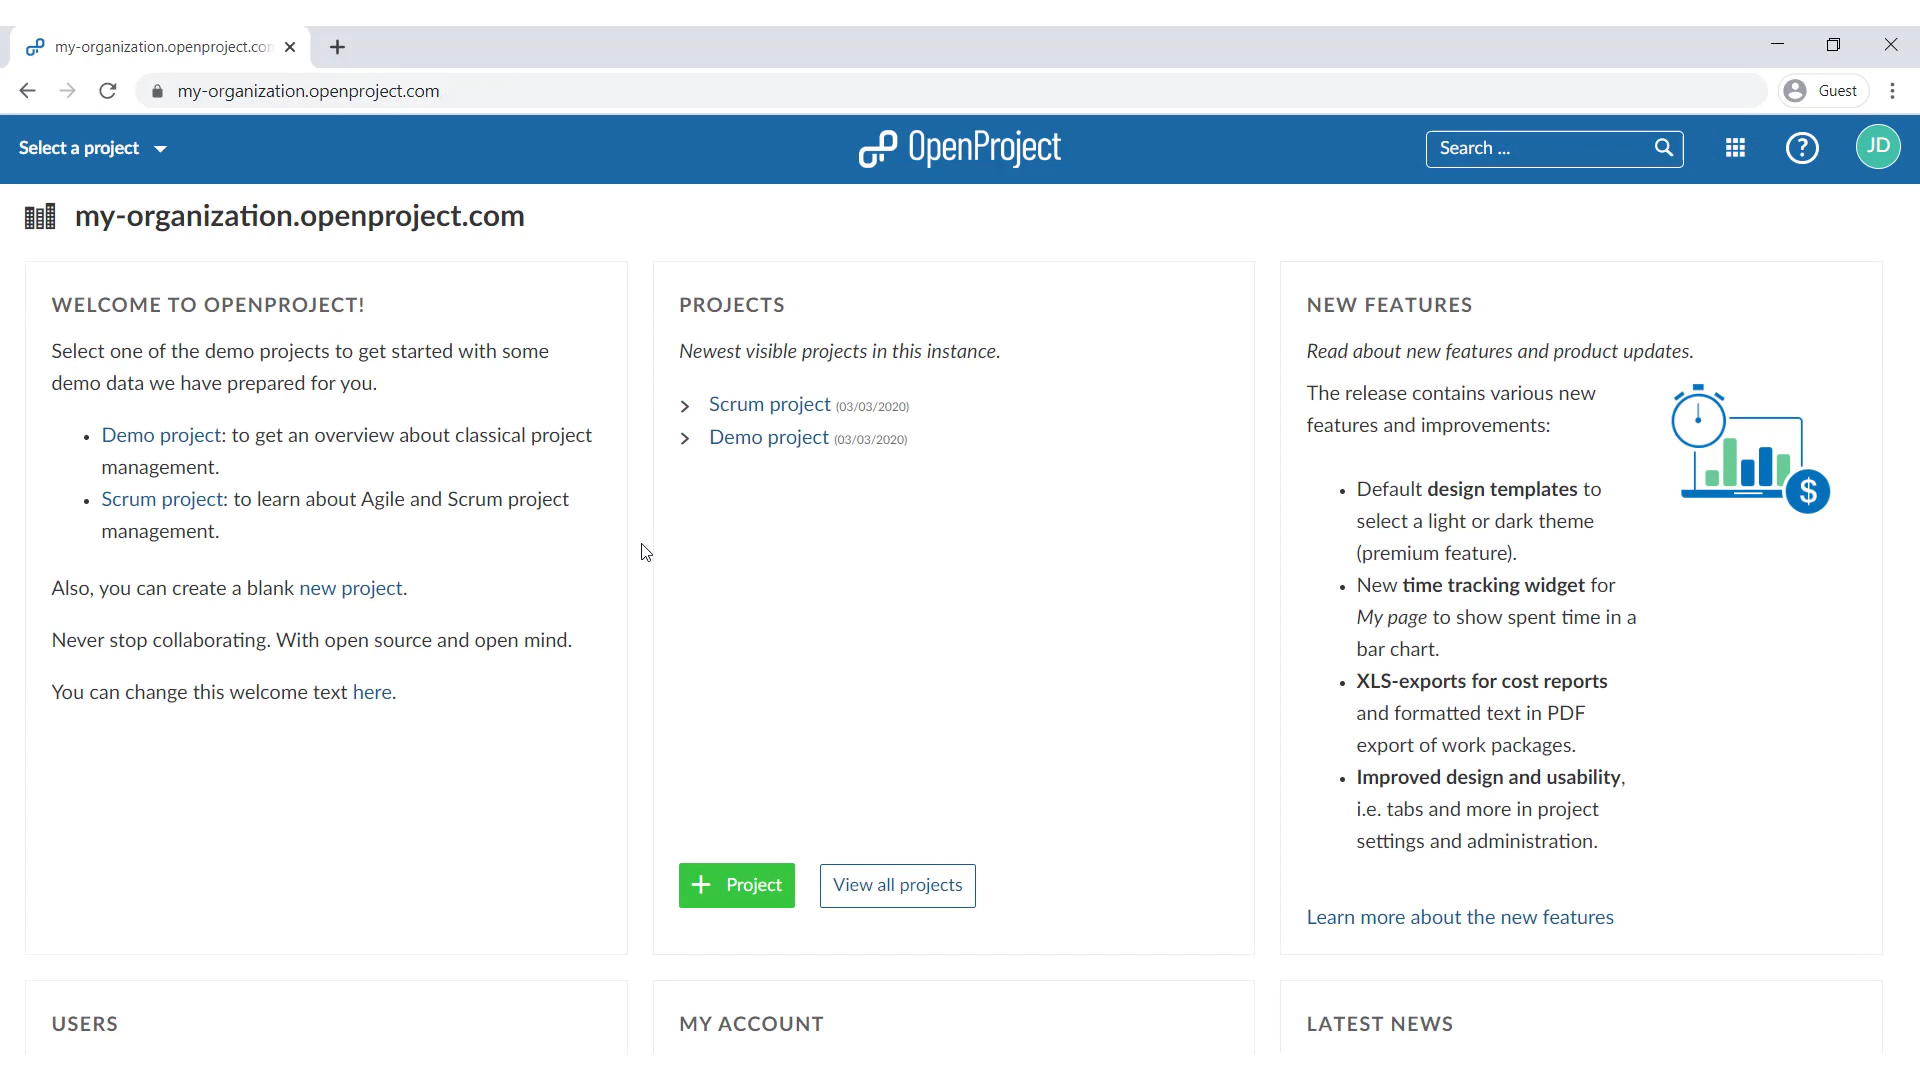 my-organization.openproject.con
my-organization.openproject.com
Guest
Select a project
OpenProject
Search ...
JD
my-organization.openproject.com
WELCOME TO OPENPROJECT!
Select one of the demo projects to get started with some
demo data we have prepared for you.
Demo project: to get an overview about classical project
management.
Scrum project: to learn about Agile and Scrum project
management.
Also, you can create a blank new project.
Never stop collaborating. With open source and open mind.
You can change this welcome text here.
PROJECTS
Newest visible projects in this instance.
Scrum project (03/03/2020)
Demo project (03/03/2020)
+ Project
View all projects
NEW FEATURES
Read about new features and product updates.
The release contains various new
features and improvements:
$
Default design templates to
select a light or dark theme
(premium feature).
New time tracking widget for
My page to show spent time in a
bar chart.
XLS-exports for cost reports
and formatted text in PDF
export of work packages.
Improved design and usability,
i.e. tabs and more in project
settings and administration.
Learn more about the new features
USERS
MY ACCOUNT
LATEST NEWS